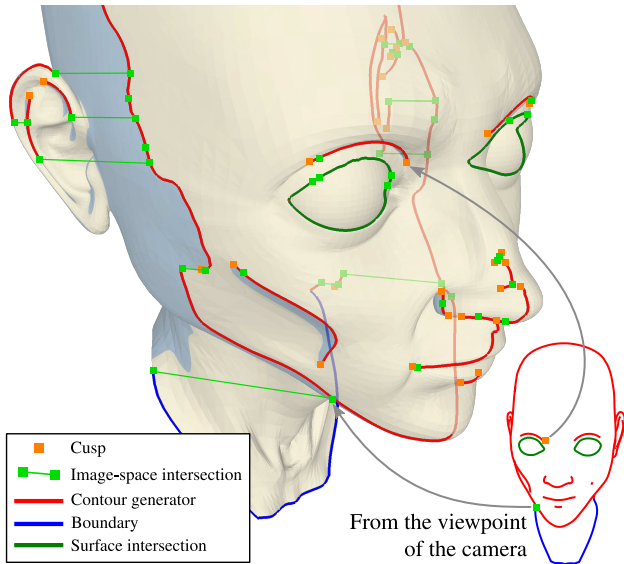 Cusp
Image-space intersection
Contour generator
Boundary
Surface intersection
From the viewpoint
of the camera